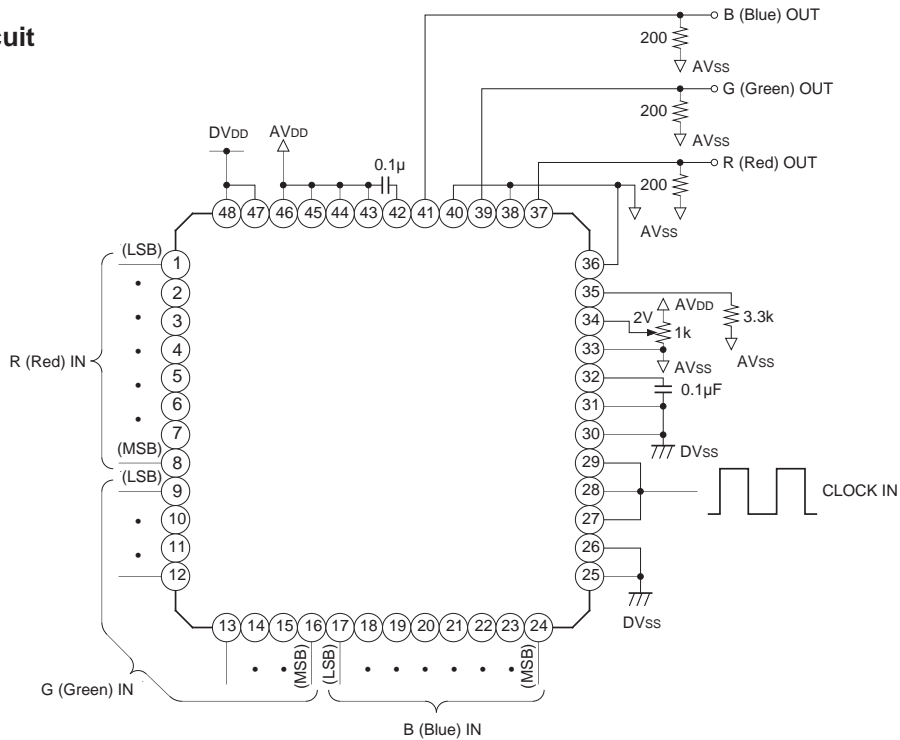 cuit
B (Blue) OUT
200
AVSS
G (Green) OUT
200
AVSS
R (Red) OUT
200
AVSS
DVDD
AVDD
0.1µ
48 47 46 45 44 43 42 41 40 39 38 37
(LSB)
1
2
3
4
5
6
7
(MSB)
8
(LSB)
9
10
11
12
R (Red) IN
36
35
34
33
32
31
30
29
28
27
26
25
2V
AVDD
1k
AVSS
3.3k
AVSS
0.1µF
DVSS
CLOCK IN
DVSS
13 14 15 16 17 18 19 20 21 22 23 24
(MSB)
(LSB)
(MSB)
G (Green) IN
B (Blue) IN